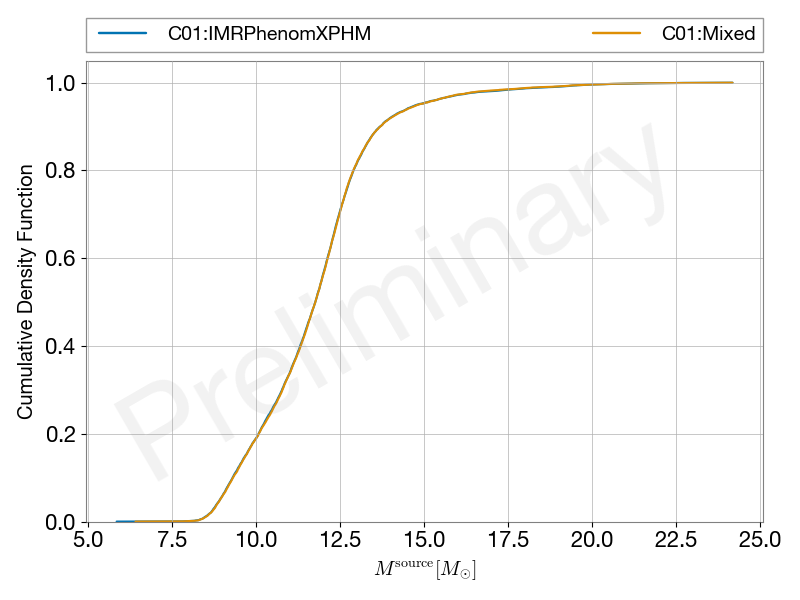 C01:IMRPhenomXPHM
C01:Mixed
Cumulative Density Function
1.0
0.8
0.6
0.4
0.2
0.0
Preliminary
5.0 7.5 10.0 12.5 15.0 17.5 20.0 22.5 25.0
M^source[M_⊙]